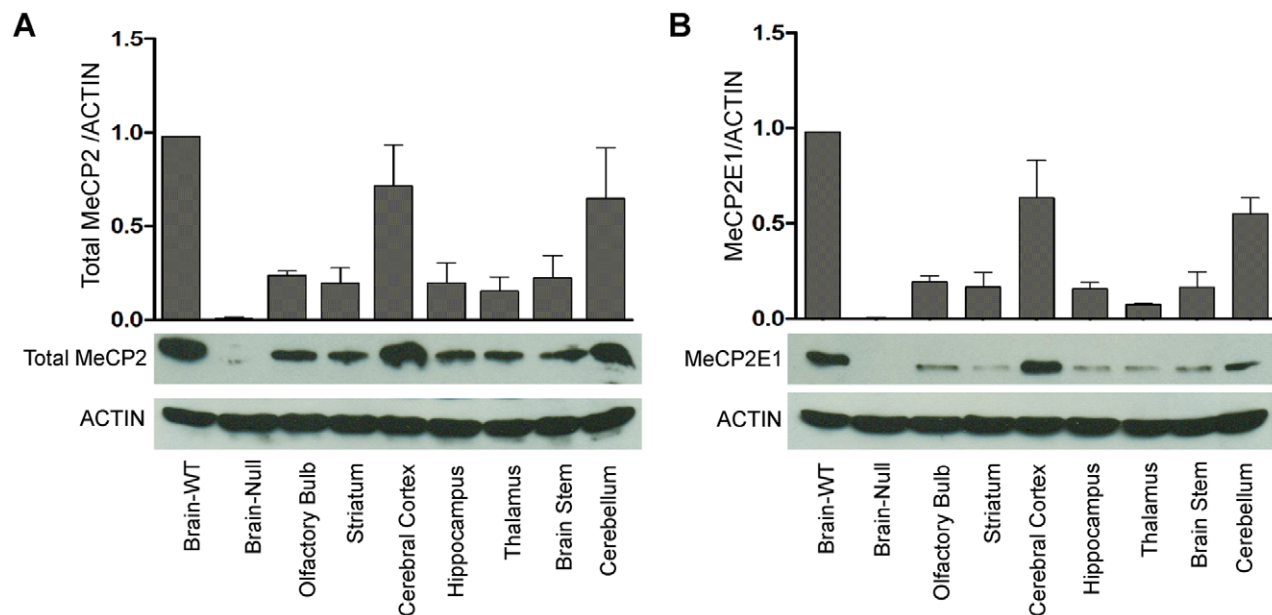 A
Total MeCP2 /ACTIN
1.5
1.0
0.5
0.0
Total MeCP2
ACTIN
Brain-WT
Brain-Null
Olfactory Bulb
Striatum
Cerebral Cortex
Hippocampus
Thalamus
Brain Stem
Cerebellum
B
MeCP2E1/ACTIN
1.5
1.0
0.5
0.0
MeCP2E1
ACTIN
Brain-WT
Brain-Null
Olfactory Bulb
Striatum
Cerebral Cortex
Hippocampus
Thalamus
Brain Stem
Cerebellum